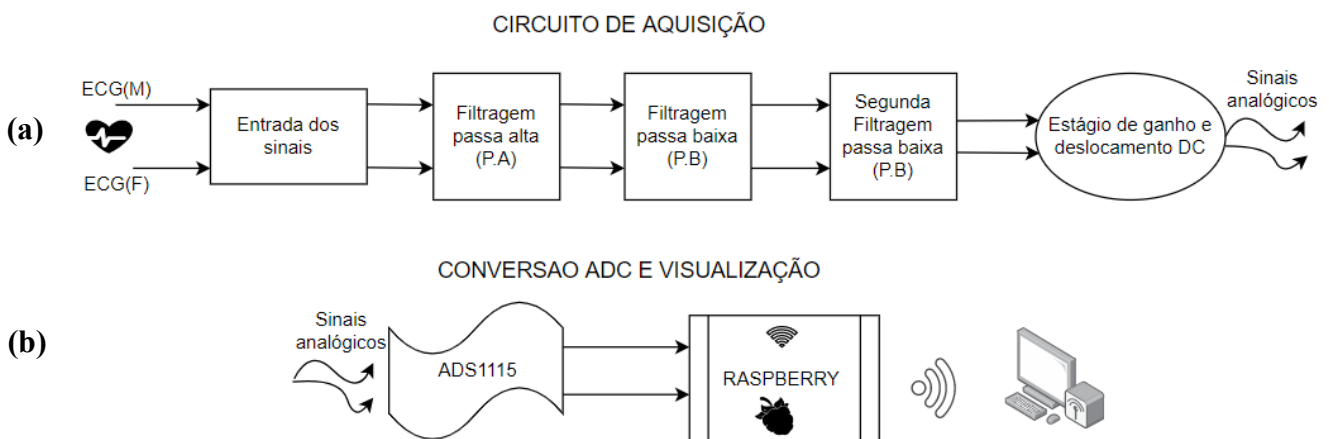 CIRCUITO DE AQUISIÇÃO
(a)
ECG(M)
ECG(F)
Entrada dos
sinais
Filtragem
passa alta
(P.A)
Filtragem
passa baixa
(P.B)
Segunda
Filtragem
passa baixa
(P.B)
Estágio de ganho e
deslocamento DC
Sinais
analógicos
CONVERSAO ADC E VISUALIZAÇÃO
(b)
Sinais
analógicos
ADS1115
RASPBERRY